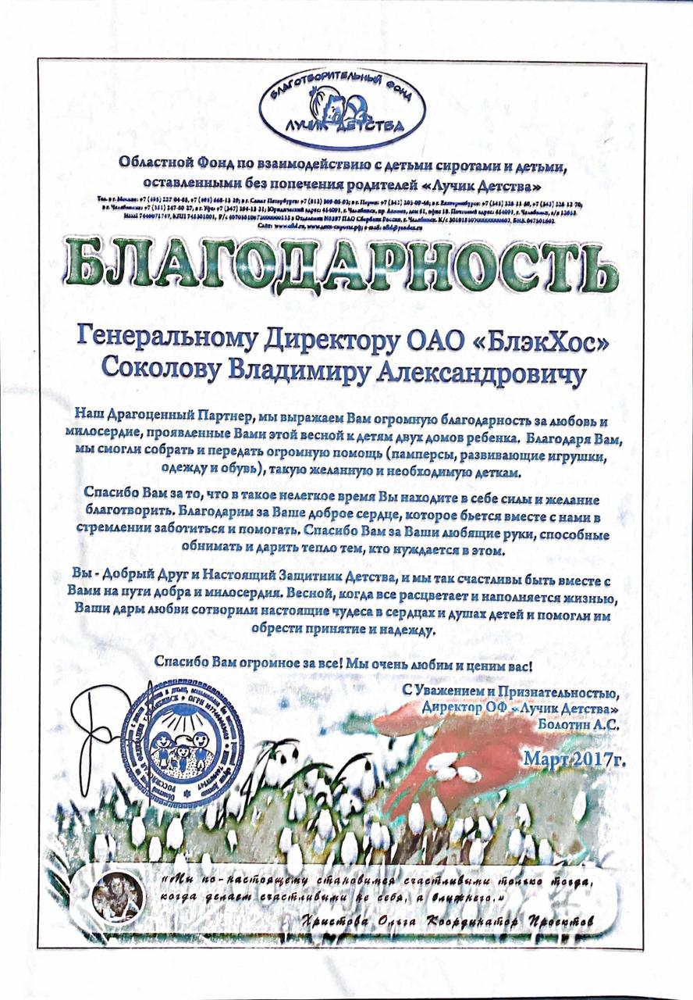 БЛАГОТВОРИТЕЛЬНЫЙ ФОНД
ЛУЧИК ДЕТСТВА
Областной Фонд по взаимодействию с детьми сиротами и детьми,
оставленными без попечения родителей «Лучик Детства»
БЛАГОДАРНОСТЬ
Генеральному Директору ОАО «БлэкХос»
Соколову Владимиру Александровичу
Наш Драгоценный Партнер, мы выражаем Вам огромную благодарность за любовь и
милосердие, проявленные Вами этой весной к детям двух домов ребенка. Благодаря Вам,
мы смогли собрать и передать огромную помощь (памперсы, развивающие игрушки,
одежду и обувь), такую желанную и необходимую деткам.
Спасибо Вам за то, что в такое нелегкое время Вы находите в себе силы и желание
благотворить. Благодарим за Ваше доброе сердце, которое бьется вместе с нами в
стремлении заботиться и помогать. Спасибо Вам за Ваши любящие руки, способные
обнимать и дарить тепло тем, кто нуждается в этом.
Вы - Добрый Друг и Настоящий Защитник Детства, и мы так счастливы быть вместе с
Вами на пути добра и милосердия. Весной, когда все расцветает и наполняется жизнью,
Ваши дары любви сотворили настоящие чудеса в сердцах и душах детей и помогли им
обрести принятие и надежду.
Спасибо Вам огромное за все! Мы очень любим и ценим вас!
С Уважением и Признательностью,
Директор ОФ «Лучик Детства»
Болотин А.С.
Март 2017г.
«Мы по-настоящему становимся счастливыми только тогда,
когда делаем счастливыми не себя, а ближнего.»
Христова Ольга Координатор Проектов